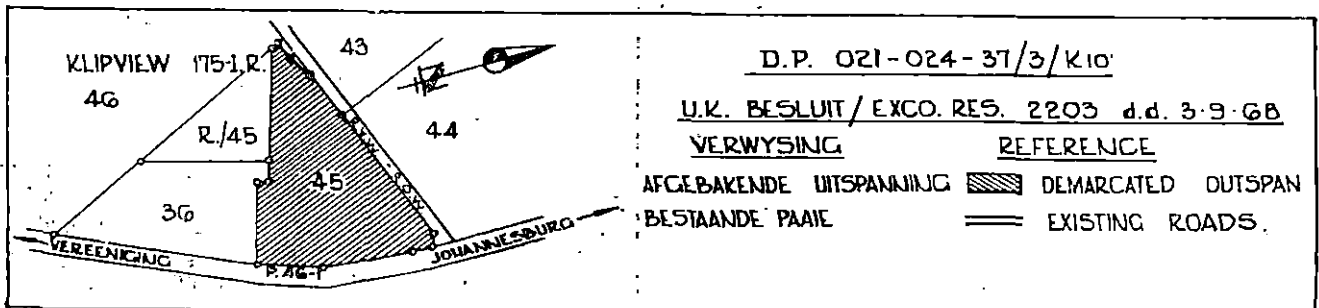 KLIPVIEW 175-I.R.
43
46
R./45
44
45
36
VEREENIGING
P.46-1
JOHANNESBURG
D.P. 021-024-37/3/K10
U.K. BESLUIT / EXCO. RES. 2203 d.d. 3·9·68
VERWYSING REFERENCE
AFGEBAKENDE UITSPANNING DEMARCATED OUTSPAN
BESTAANDE PAAIE EXISTING ROADS.